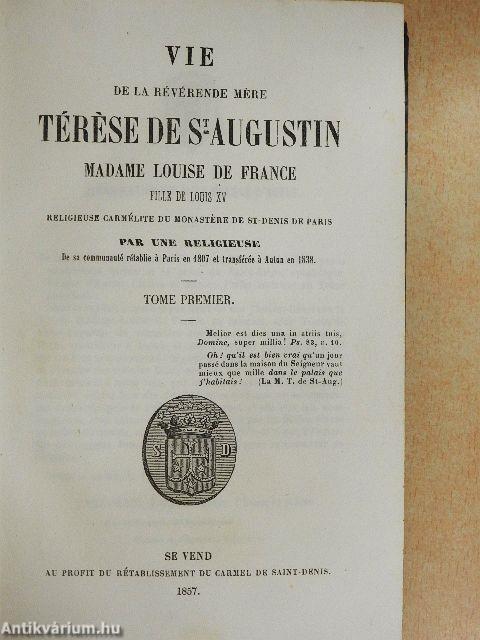 VIE
DE LA RÉVÉRENDE MÈRE
TÉRÈSE DE ST-AUGUSTIN
MADAME LOUISE DE FRANCE
FILLE DE LOUIS XV
RELIGIEUSE CARMÉLITE DU MONASTÈRE DE ST-DENIS DE PARIS
PAR UNE RELIGIEUSE
De sa communauté rétablie à Paris en 1807 et transférée à Autun en 1838.
TOME PREMIER.
Melior est dies una in atriis tuis,
Domine, super millia! Ps. 83, v. 10.
Oh! qu'il est bien vrai qu'un jour
passé dans la maison du Seigneur vaut
mieux que mille dans le palais que
j'habitais! (La M. T. de St-Aug.)
S D
SE VEND
AU PROFIT DU RÉTABLISSEMENT DU CARMEL DE SAINT-DENIS.
1857.
Antikvárium.hu